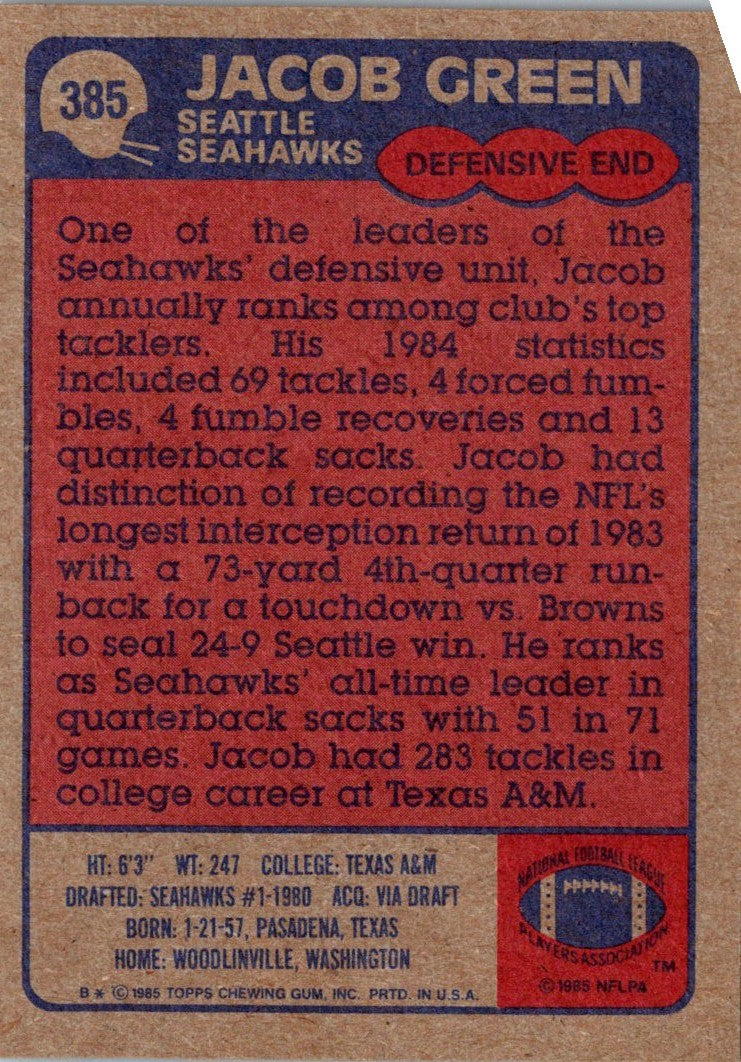 385
JACOB GREEN
SEATTLE
SEAHAWKS
DEFENSIVE END
One of the leaders of the
Seahawks' defensive unit, Jacob
annually ranks among club's top
tacklers. His 1984 statistics
included 69 tackles, 4 forced fum-
bles, 4 fumble recoveries and 13
quarterback sacks. Jacob had
distinction of recording the NFL's
longest interception return of 1983
with a 73-yard 4th-quarter run-
back for a touchdown vs. Browns
to seal 24-9 Seattle win. He ranks
as Seahawks' all-time leader in
quarterback sacks with 51 in 71
games. Jacob had 283 tackles in
college career at Texas A&M.
HT: 6'3" WT: 247 COLLEGE: TEXAS A&M
DRAFTED: SEAHAWKS #1-1980 ACQ: VIA DRAFT
BORN: 1-21-57, PASADENA, TEXAS
HOME: WOODLINVILLE, WASHINGTON
B * © 1985 TOPPS CHEWING GUM, INC. PRTD. IN U.S.A.
NATIONAL FOOTBALL LEAGUE
PLAYERS ASSOCIATION
TM
© 1985 NFLPA